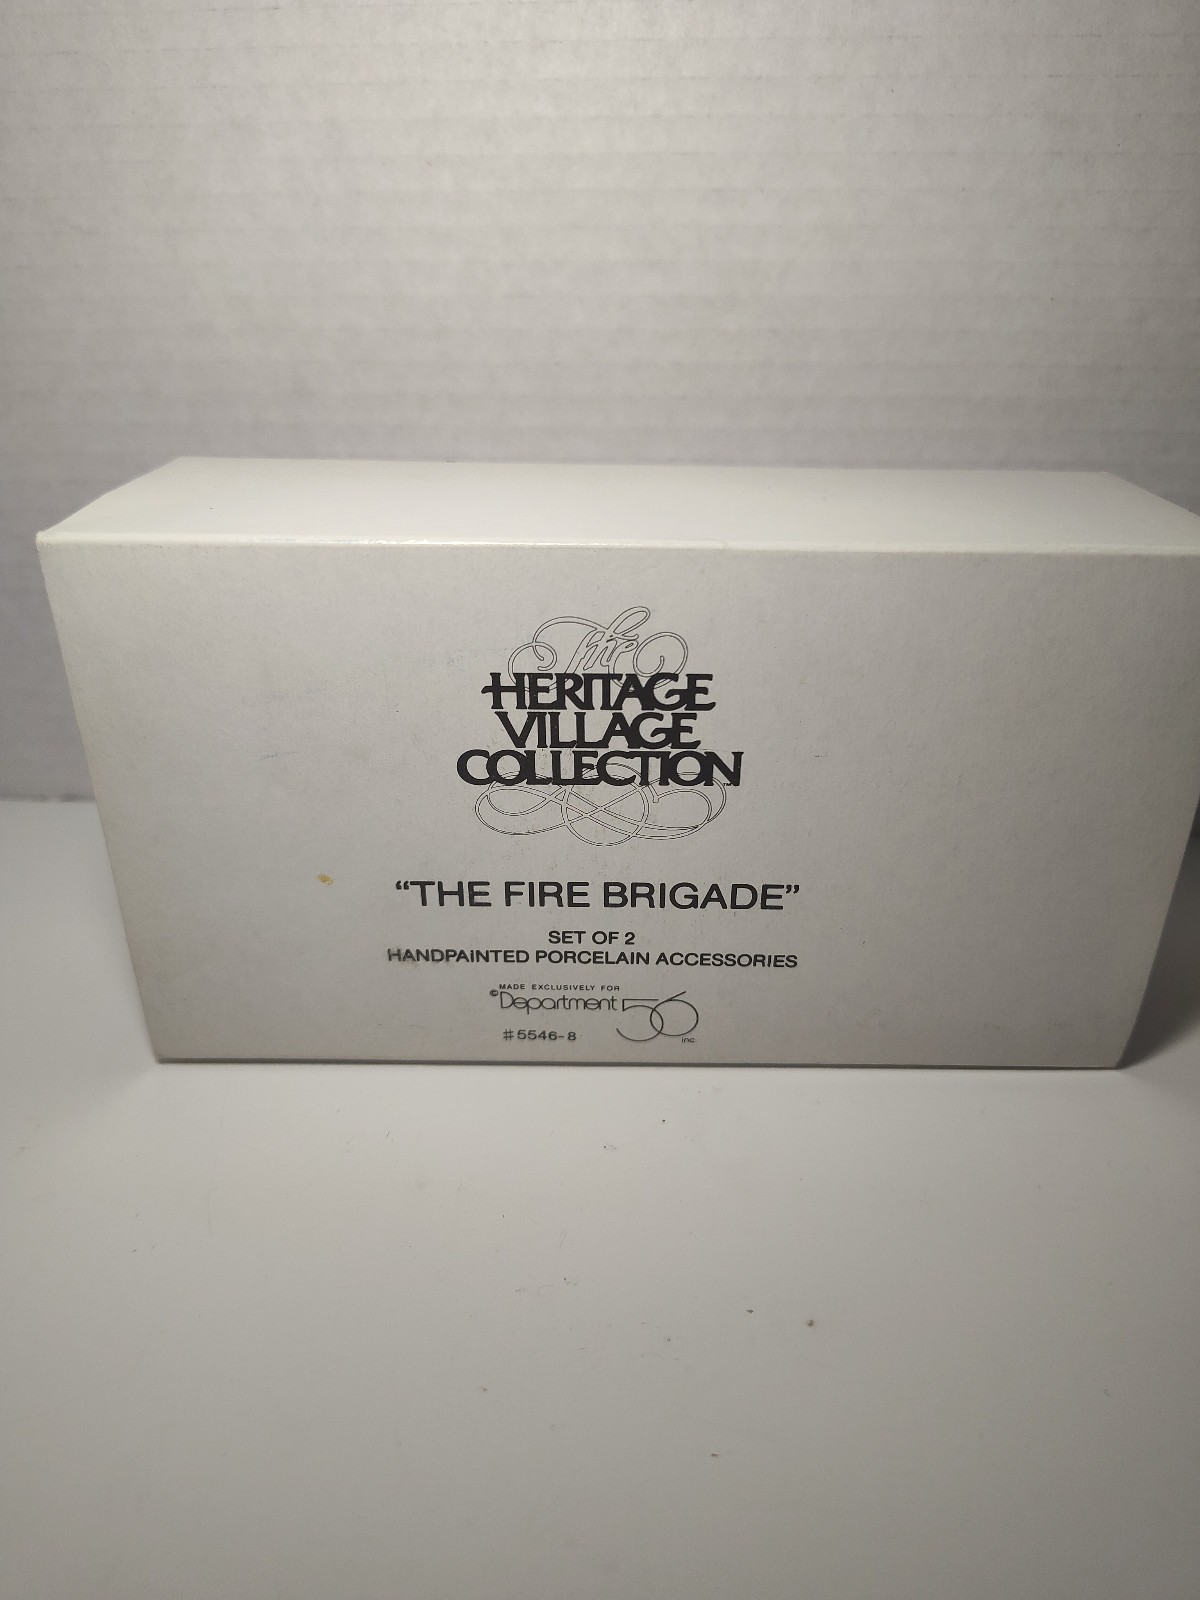 The
HERITAGE
VILLAGE
COLLECTION™
“THE FIRE BRIGADE”
SET OF 2
HANDPAINTED PORCELAIN ACCESSORIES
MADE EXCLUSIVELY FOR
©Department 56 inc.
#5546-8